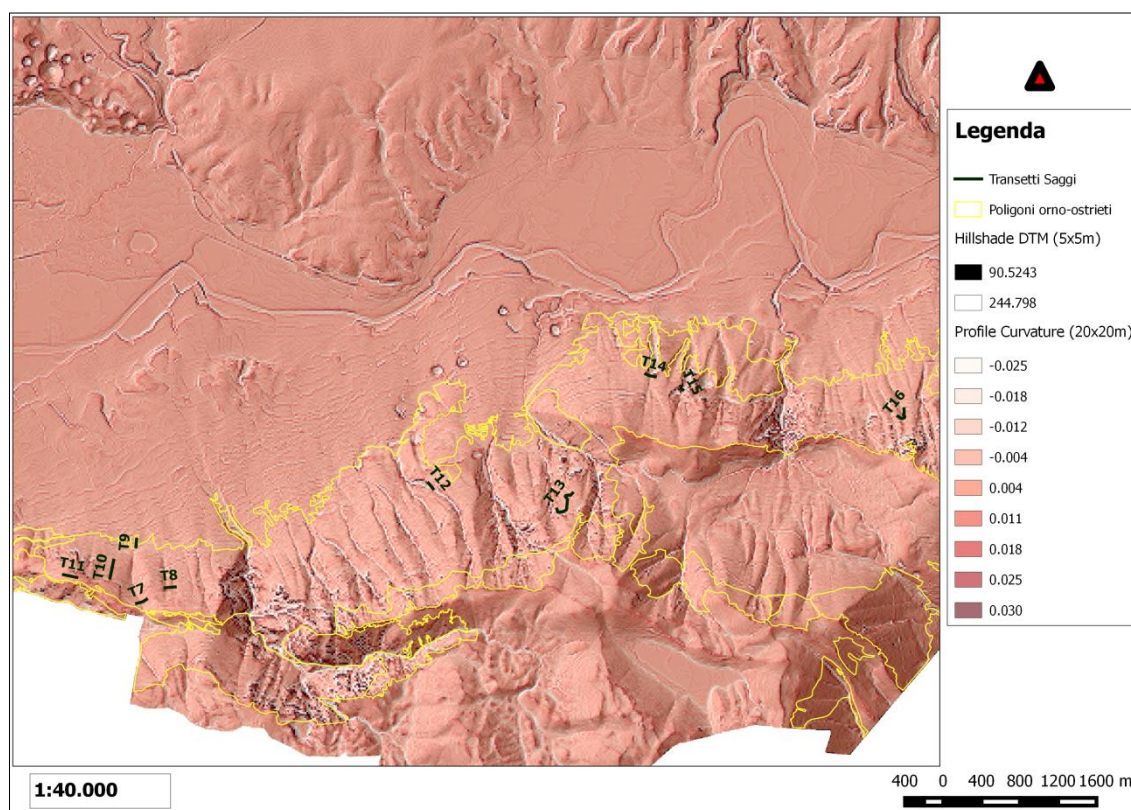 Legenda
Transetti Saggi
Poligoni orno-ostrieti
Hillshade DTM (5x5m)
90.5243
244.798
Profile Curvature (20x20m)
-0.025
-0.018
-0.012
-0.004
0.004
0.011
0.018
0.025
0.030
T14
T15
T16
T12
T13
T9
T11
T10
T7
T8
1:40.000
400 0 400 800 1200 1600 m